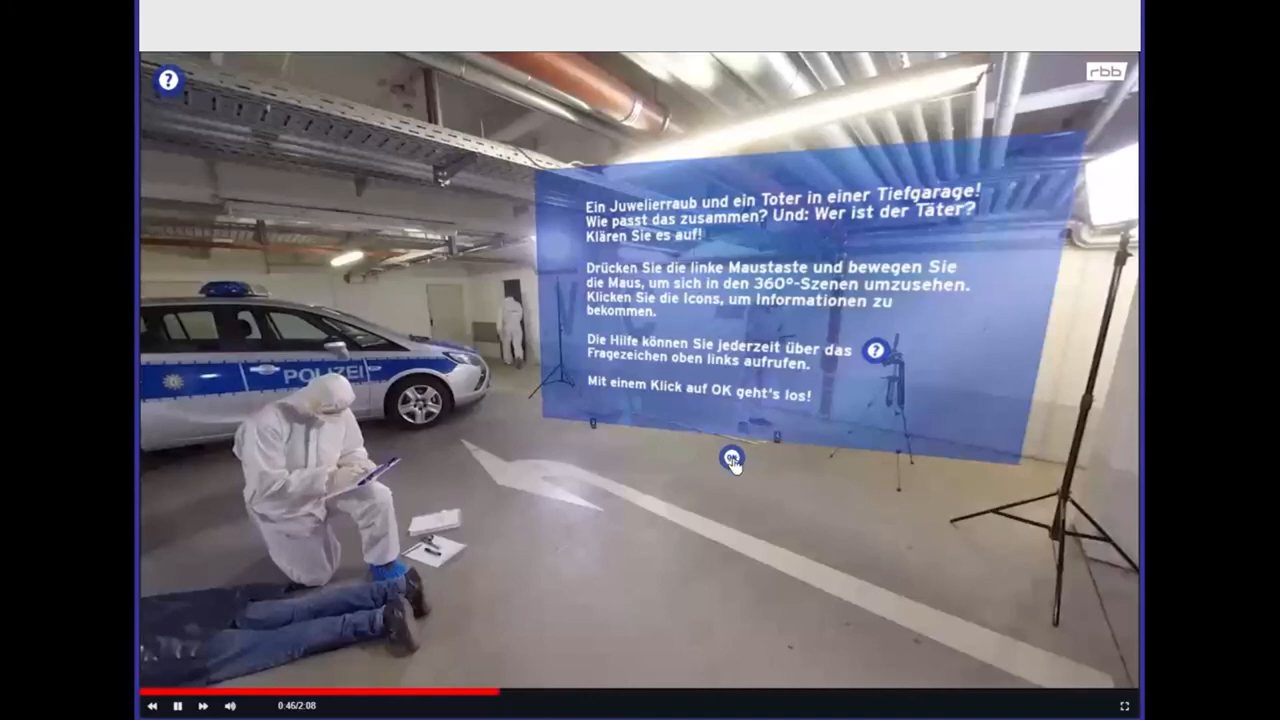 ?
rbb
Ein Juwelierraub und ein Toter in einer Tiefgarage!
Wie passt das zusammen? Und: Wer ist der Täter?
Klären Sie es auf!
Drücken Sie die linke Maustaste und bewegen Sie
die Maus, um sich in den 360°-Szenen umzusehen.
Klicken Sie die Icons, um Informationen zu
bekommen.
Die Hilfe können Sie jederzeit über das ?
Fragezeichen oben links aufrufen.
Mit einem Klick auf OK geht's los!
POLIZEI
OK
0:46/2:08